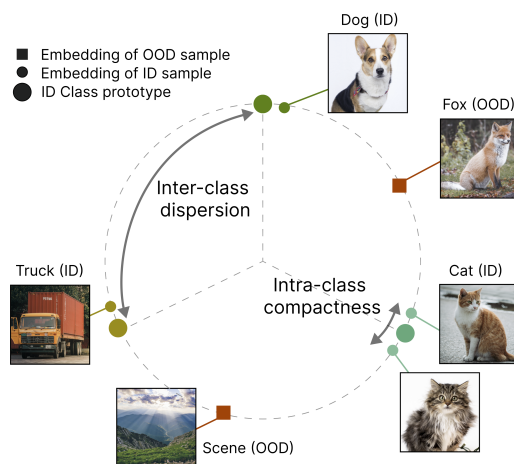 Dog (ID)
Embedding of OOD sample
Embedding of ID sample
ID Class prototype
Fox (OOD)
Inter-class
dispersion
Truck (ID)
Intra-class
compactness
Cat (ID)
Scene (OOD)